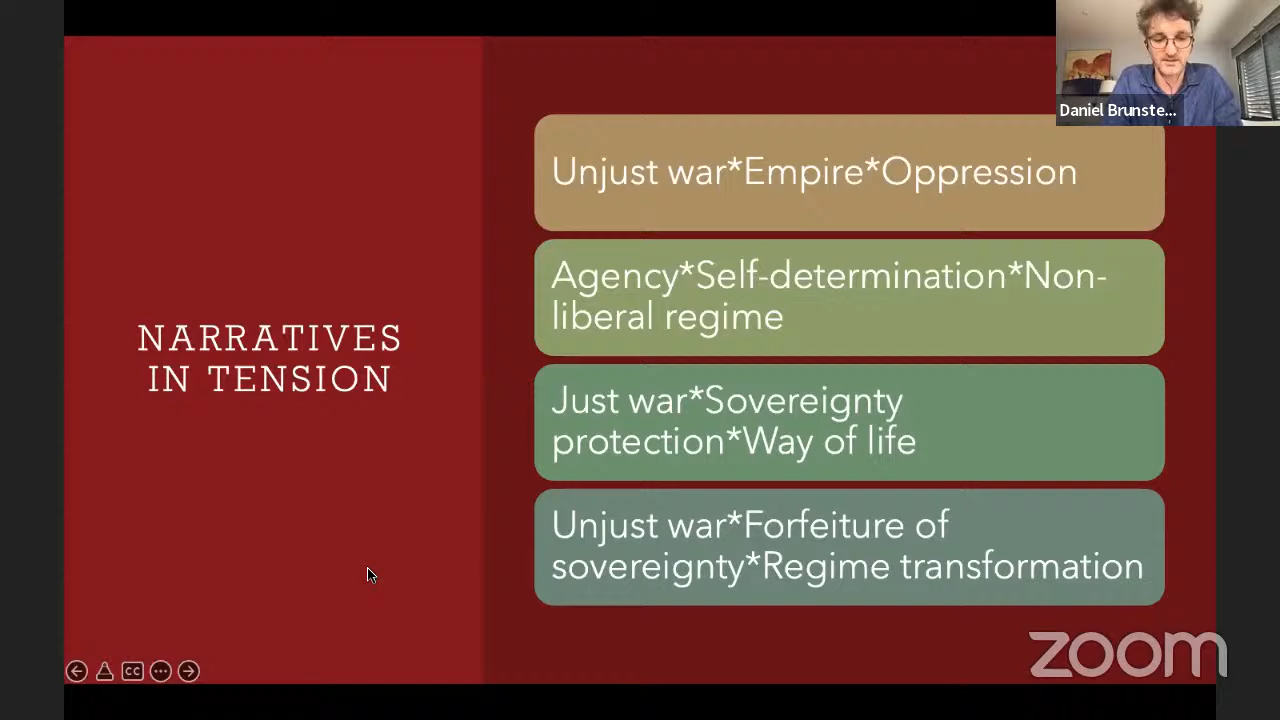 Daniel Brunste...
Unjust war*Empire*Oppression
Agency*Self-determination*Non-
liberal regime
NARRATIVES
IN TENSION
Just war*Sovereignty
protection*Way of life
Unjust war*Forfeiture of
sovereignty*Regime transformation
CC
zoom